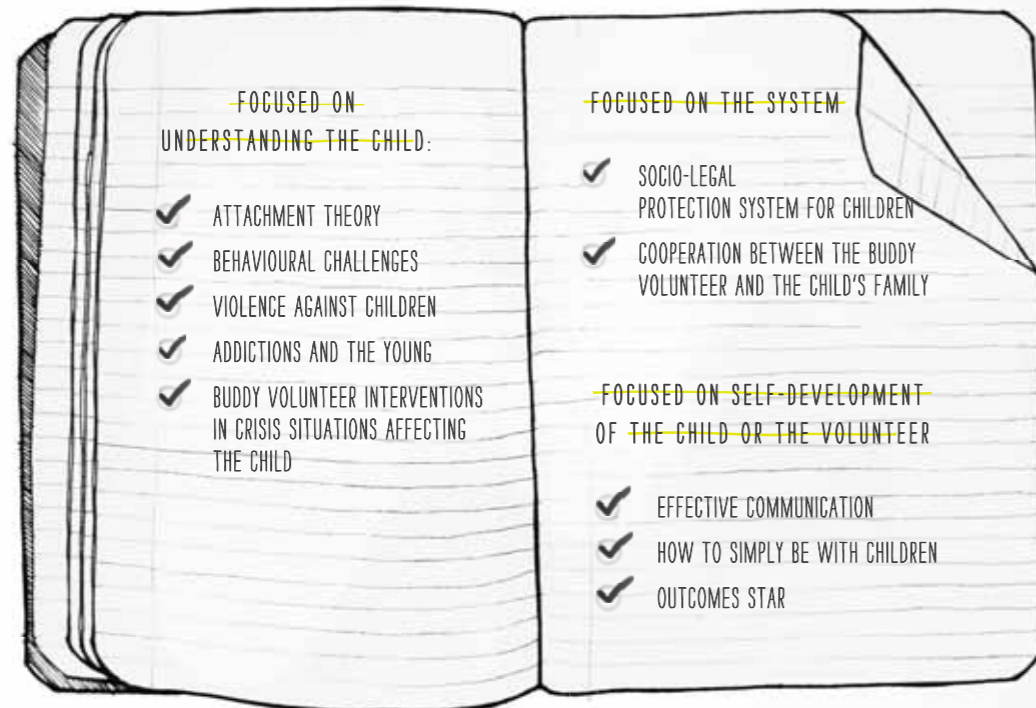 FOCUSED ON
UNDERSTANDING THE CHILD:
ATTACHMENT THEORY
BEHAVIOURAL CHALLENGES
VIOLENCE AGAINST CHILDREN
ADDICTIONS AND THE YOUNG
BUDDY VOLUNTEER INTERVENTIONS
IN CRISIS SITUATIONS AFFECTING
THE CHILD
FOCUSED ON THE SYSTEM
SOCIO-LEGAL
PROTECTION SYSTEM FOR CHILDREN
COOPERATION BETWEEN THE BUDDY
VOLUNTEER AND THE CHILD'S FAMILY
FOCUSED ON SELF-DEVELOPMENT
OF THE CHILD OR THE VOLUNTEER
EFFECTIVE COMMUNICATION
HOW TO SIMPLY BE WITH CHILDREN
OUTCOMES STAR